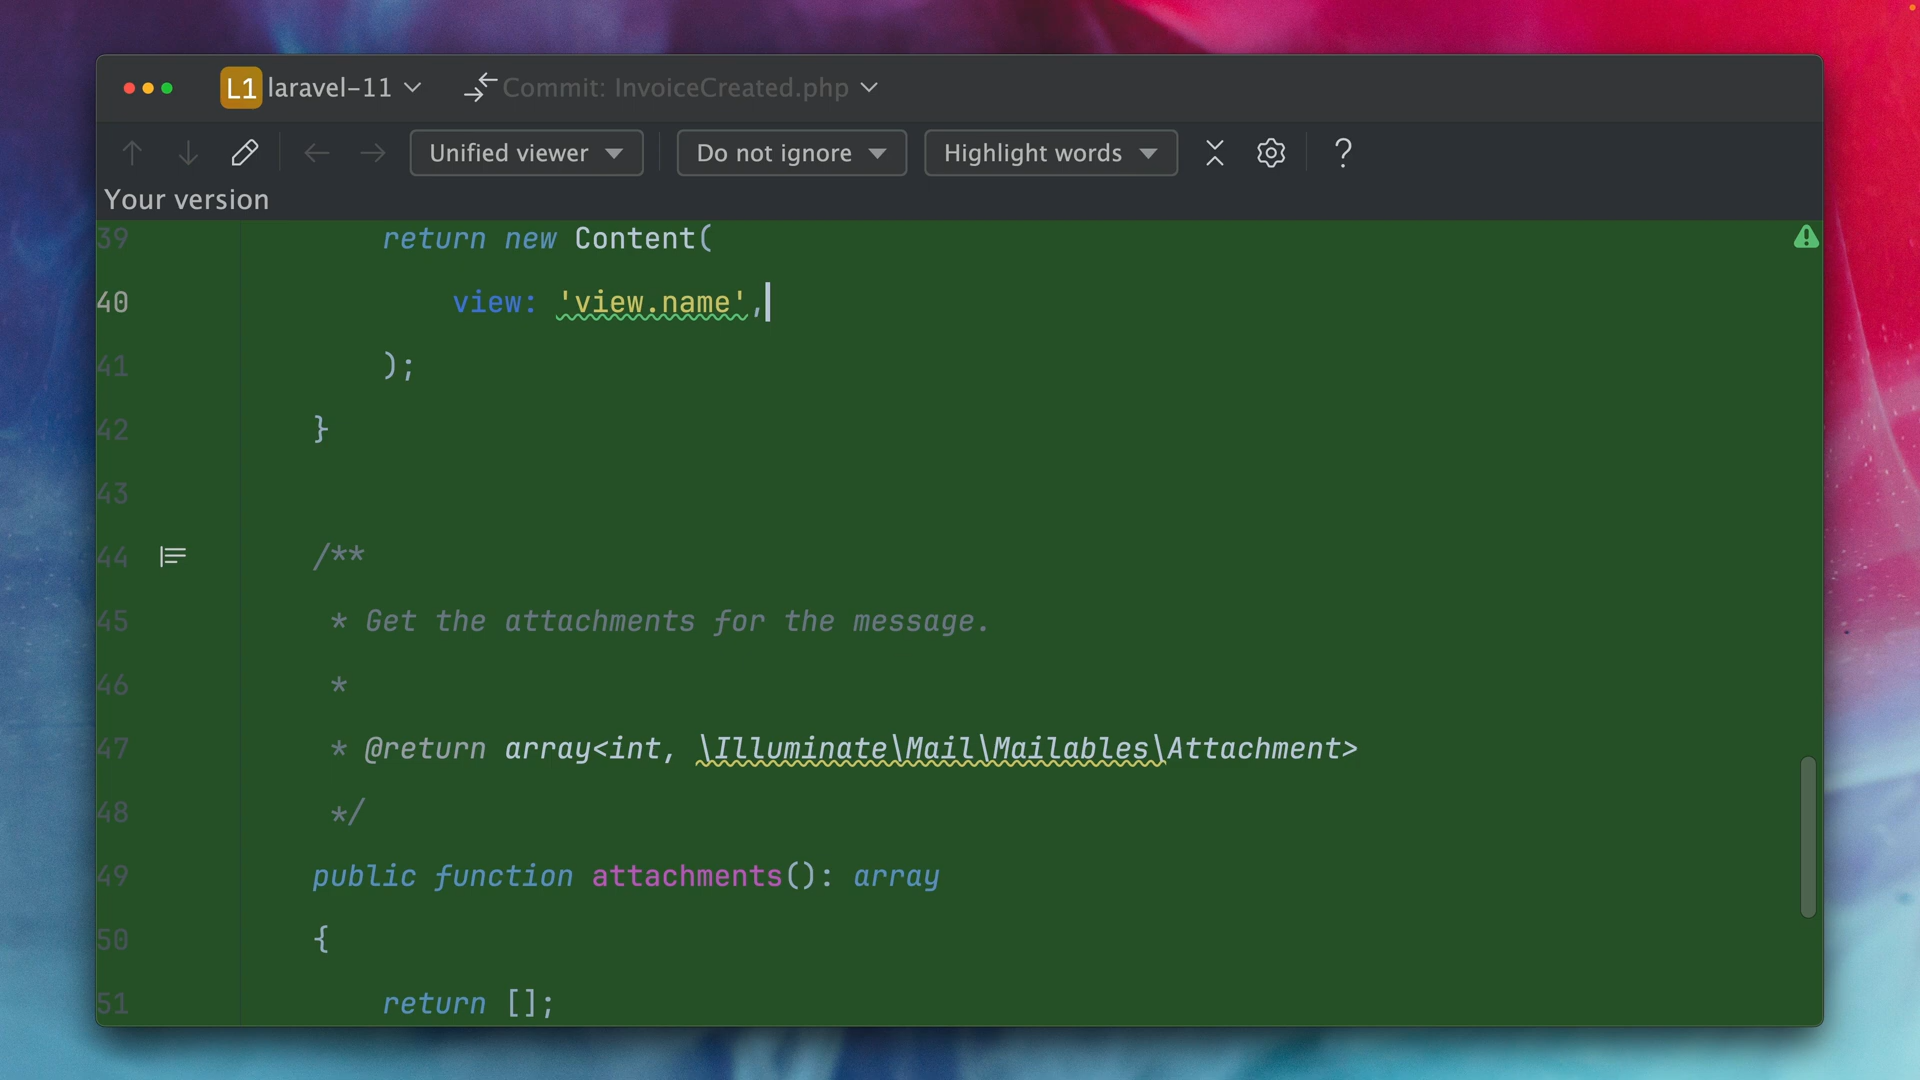 L1 laravel-11 Commit: InvoiceCreated.php
Unified viewer Do not ignore Highlight words ?
Your version
39 return new Content(
40 view: 'view.name',
41 );
42 }
43
44 /**
45 * Get the attachments for the message.
46 *
47 * @return array<int, \Illuminate\Mail\Mailables\Attachment>
48 */
49 public function attachments(): array
50 {
51 return [];